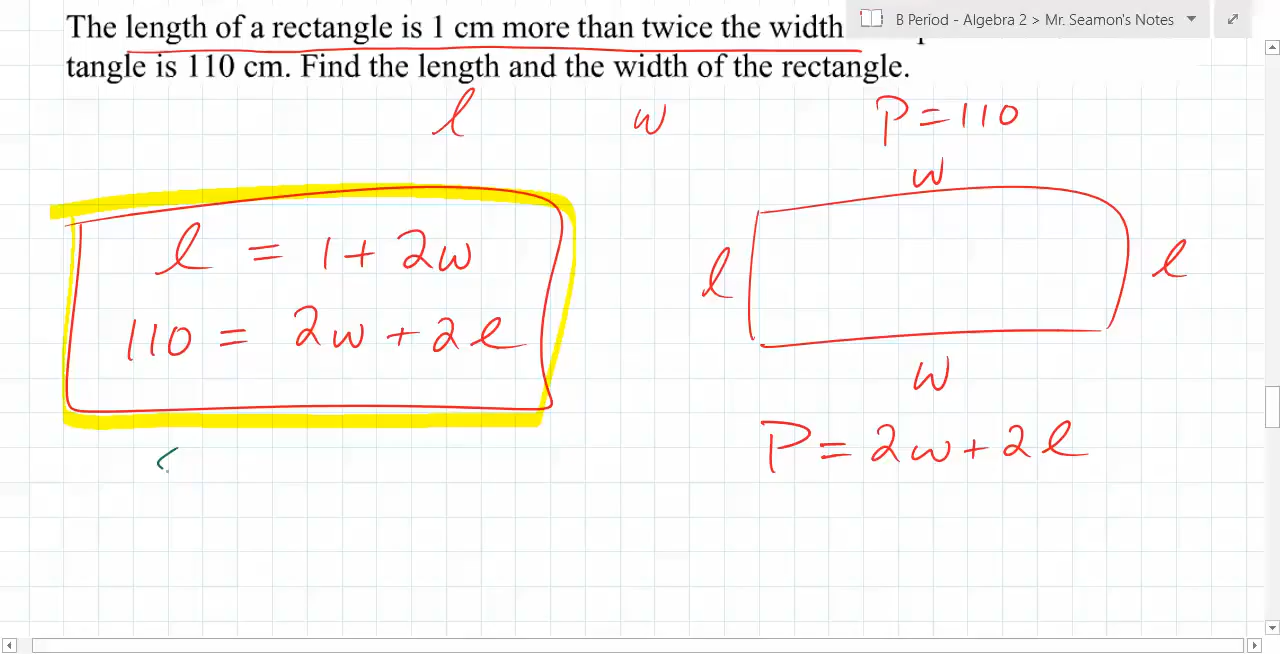 The length of a rectangle is 1 cm more than twice the width
B Period - Algebra 2 > Mr. Seamon's Notes
tangle is 110 cm. Find the length and the width of the rectangle.
l w P = 110
w
l = 1 + 2w
l l
110 = 2w + 2l
w
P = 2w + 2l